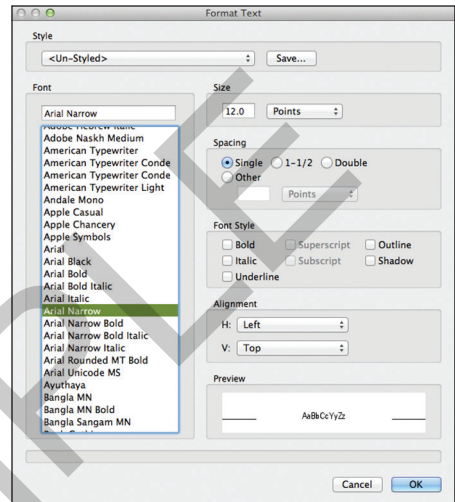 Format Text
Style
<Un-Styled>
Save...
Font
Arial Narrow
Adobe Hebrew Italic
Adobe Naskh Medium
American Typewriter
American Typewriter Conde
American Typewriter Conde
American Typewriter Light
Andale Mono
Apple Casual
Apple Chancery
Apple Symbols
Arial
Arial Black
Arial Bold
Arial Bold Italic
Arial Italic
Arial Narrow
Arial Narrow Bold
Arial Narrow Bold Italic
Arial Narrow Italic
Arial Rounded MT Bold
Arial Unicode MS
Ayuthaya
Bangla MN
Bangla MN Bold
Bangla Sangam MN
Size
12.0 Points
Spacing
Single 1-1/2 Double
Other
Points
Font Style
Bold Superscript Outline
Italic Subscript Shadow
Underline
Alignment
H: Left
V: Top
Preview
AaBbCcYyZz
Cancel OK